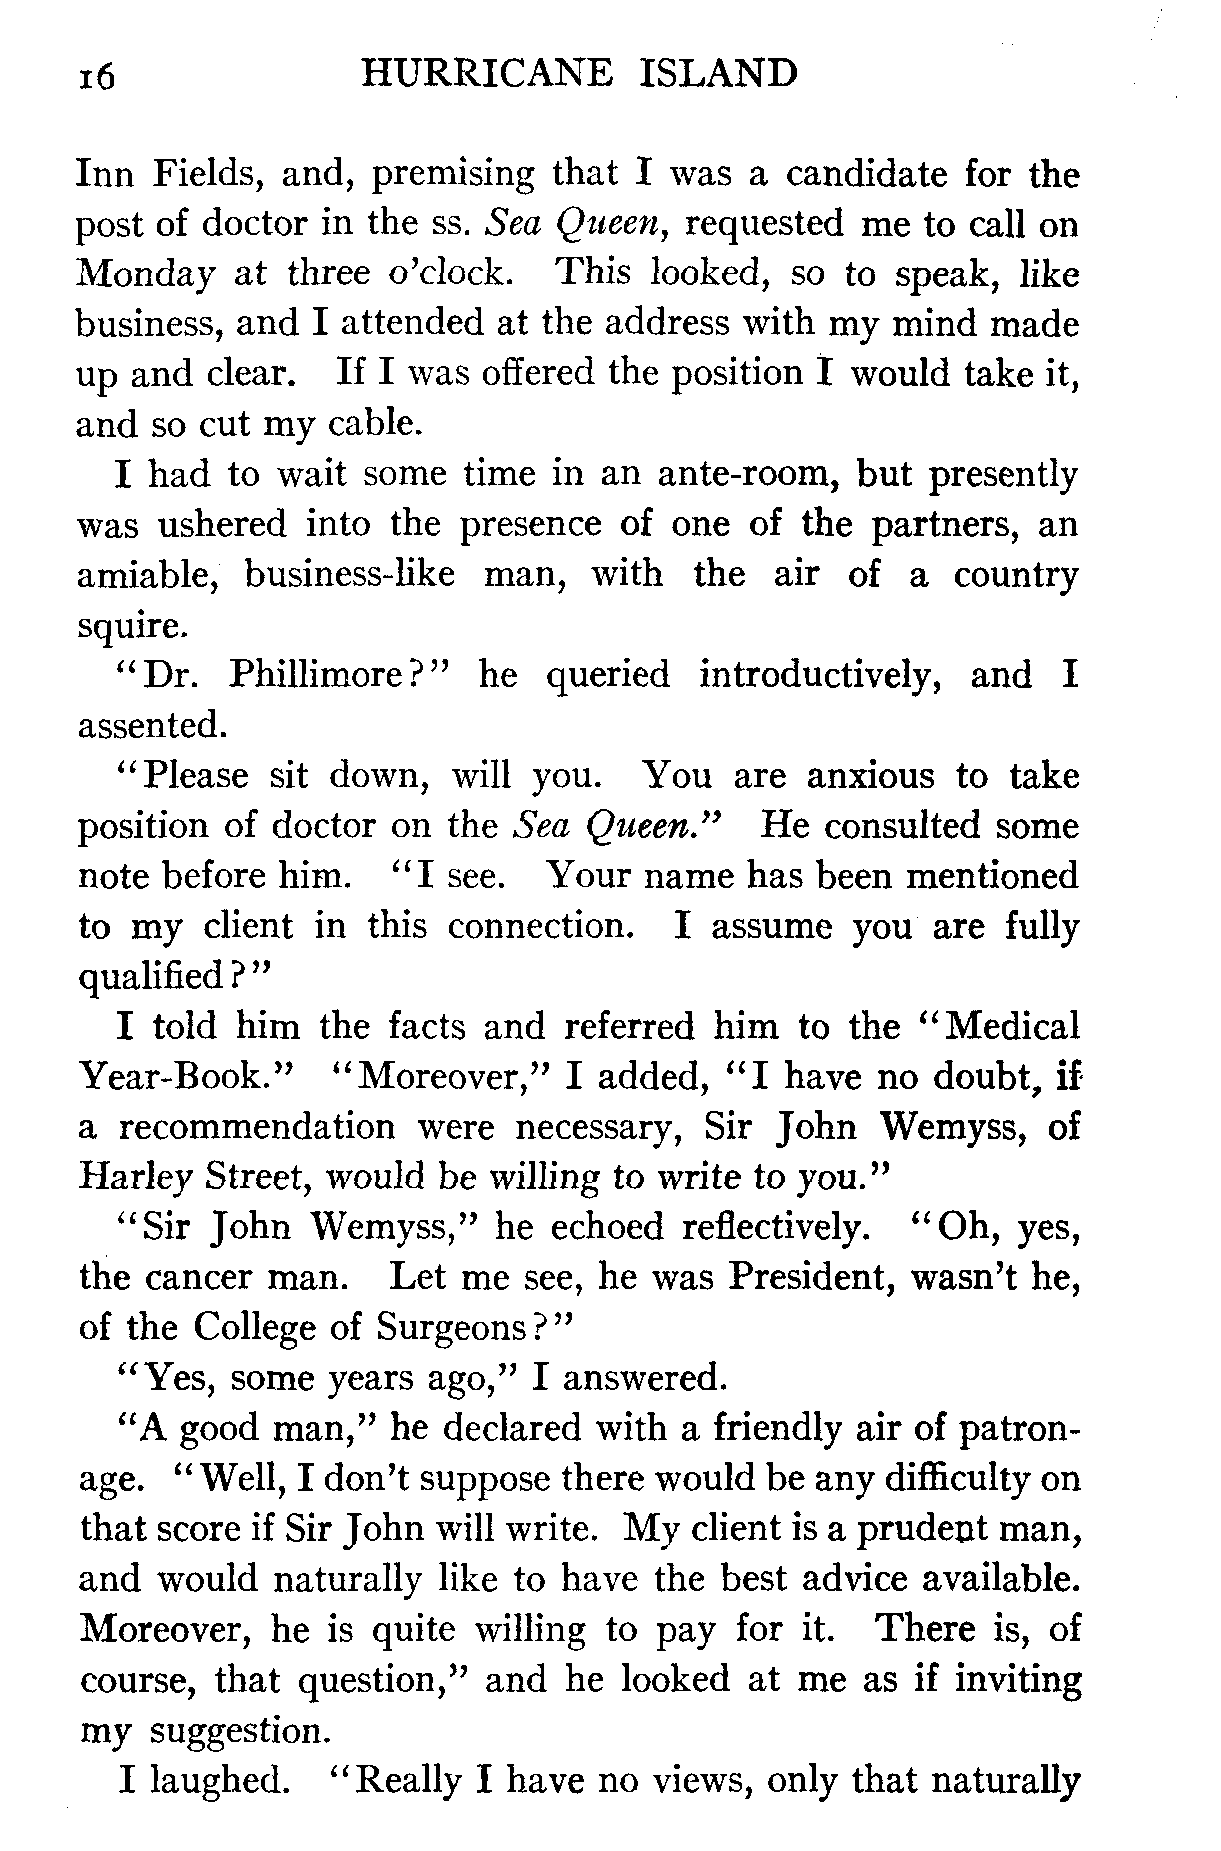 16 HURRICANE ISLAND
Inn Fields, and, premising that I was a candidate for the
post of doctor in the ss. Sea Queen, requested me to call on
Monday at three o'clock. This looked, so to speak, like
business, and I attended at the address with my mind made
up and clear. If I was offered the position I would take it,
and so cut my cable.
I had to wait some time in an ante-room, but presently
was ushered into the presence of one of the partners, an
amiable, business-like man, with the air of a country
squire.
"Dr. Phillimore?" he queried introductively, and I
assented.
"Please sit down, will you. You are anxious to take
position of doctor on the Sea Queen." He consulted some
note before him. "I see. Your name has been mentioned
to my client in this connection. I assume you are fully
qualified?"
I told him the facts and referred him to the "Medical
Year-Book." "Moreover," I added, "I have no doubt, if
a recommendation were necessary, Sir John Wemyss, of
Harley Street, would be willing to write to you."
"Sir John Wemyss," he echoed reflectively. "Oh, yes,
the cancer man. Let me see, he was President, wasn't he,
of the College of Surgeons?"
"Yes, some years ago," I answered.
"A good man," he declared with a friendly air of patron-
age. "Well, I don't suppose there would be any difficulty on
that score if Sir John will write. My client is a prudent man,
and would naturally like to have the best advice available.
Moreover, he is quite willing to pay for it. There is, of
course, that question," and he looked at me as if inviting
my suggestion.
I laughed. "Really I have no views, only that naturally